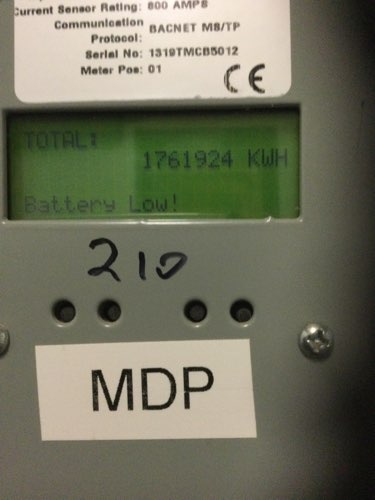 Current Sensor Rating: 800 AMPS
Communication Protocol: BACNET MS/TP
Serial No: 1319TMCB5012
Meter Pos: 01
CE
TOTAL:
1761924 KWH
Battery Low!
210
MDP